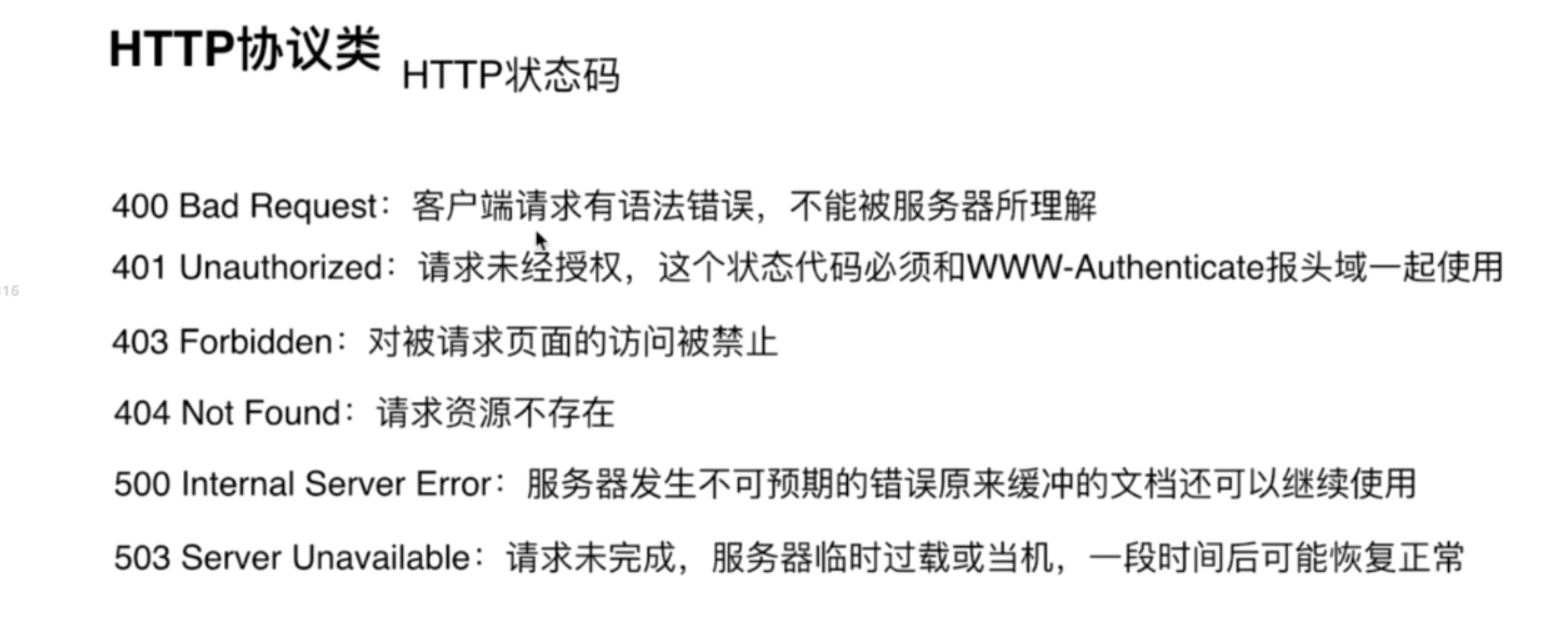 HTTP协议类 HTTP状态码
400 Bad Request：客户端请求有语法错误，不能被服务器所理解
401 Unauthorized：请求未经授权，这个状态代码必须和WWW-Authenticate报头域一起使用
403 Forbidden：对被请求页面的访问被禁止
404 Not Found：请求资源不存在
500 Internal Server Error：服务器发生不可预期的错误原来缓冲的文档还可以继续使用
503 Server Unavailable：请求未完成，服务器临时过载或当机，一段时间后可能恢复正常